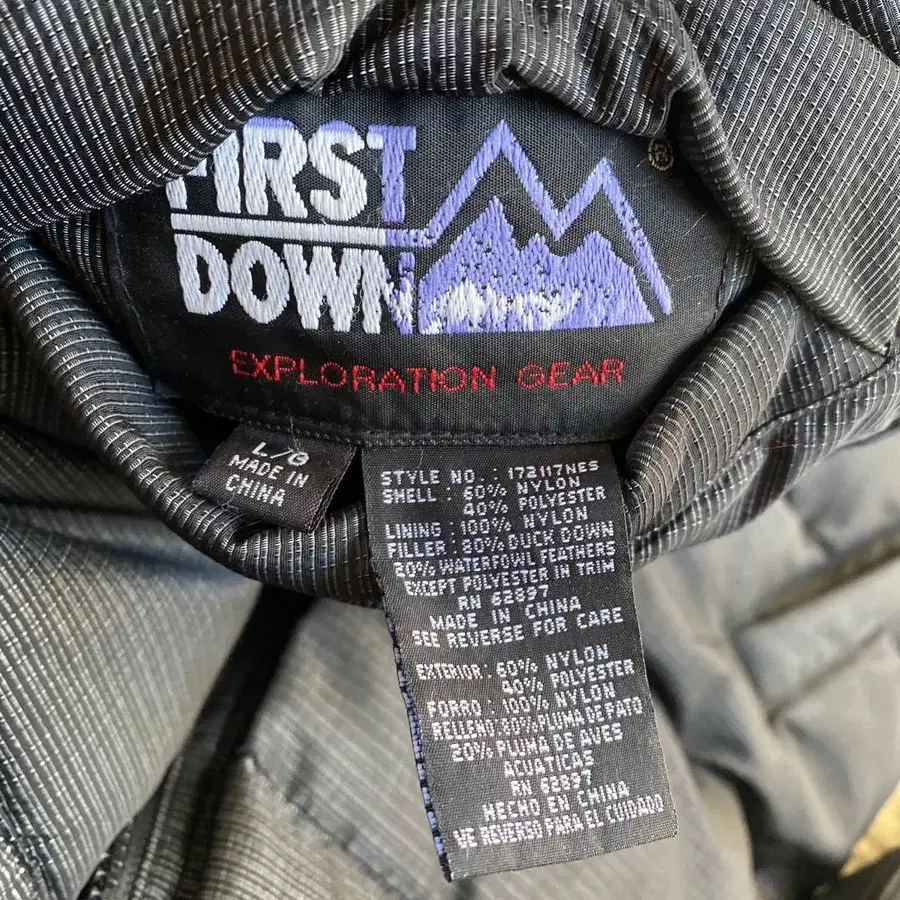 FIRST
DOWN
®
EXPLORATION GEAR
L/G
MADE IN
CHINA
STYLE NO.: 172117NES
SHELL : 60% NYLON
40% POLYESTER
LINING : 100% NYLON
FILLER : 80% DUCK DOWN
20% WATERFOWL FEATHERS
EXCEPT POLYESTER IN TRIM
RN 62837
MADE IN CHINA
SEE REVERSE FOR CARE
EXTERIOR: 60% NYLON
40% POLYESTER
FORRO : 100% NYLON
RELLENO: 80% PLUMA DE PATO
20% PLUMA DE AVES
ACUATICAS
RN 62837
HECHO EN CHINA
VE REVERSO PARA EL CUIDADO